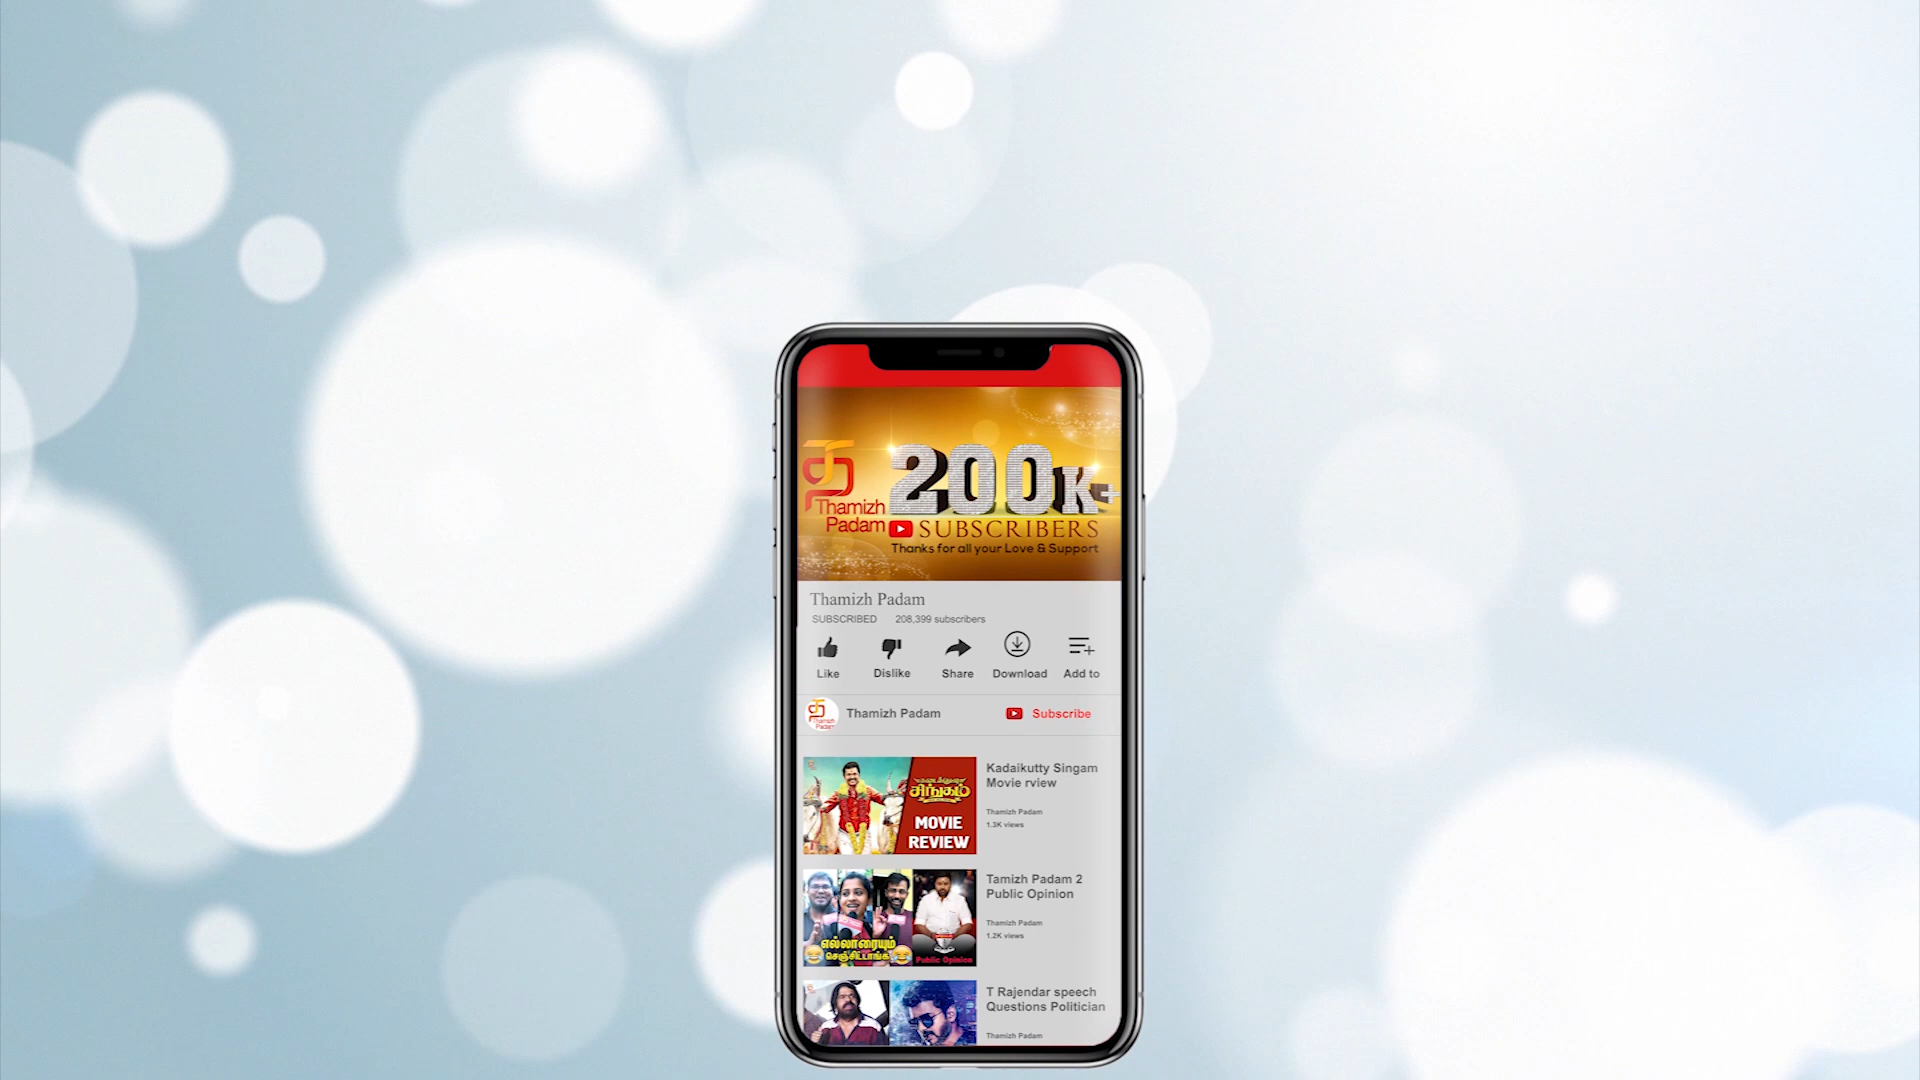 200K+
Thamizh
Padam
SUBSCRIBERS
Thanks for all your Love & Support
Thamizh Padam
SUBSCRIBED 208,399 subscribers
Like Dislike Share Download Add to
Thamizh
Padam
Thamizh Padam Subscribe
சிங்கம்
MOVIE
REVIEW
Kadaikutty Singam
Movie rview
Thamizh Padam
1.3K views
எல்லாரையும்
செஞ்சிட்டாங்க
Public Opinion
Tamizh Padam 2
Public Opinion
Thamizh Padam
1.2K views
T Rajendar speech
Questions Politician
Thamizh Padam